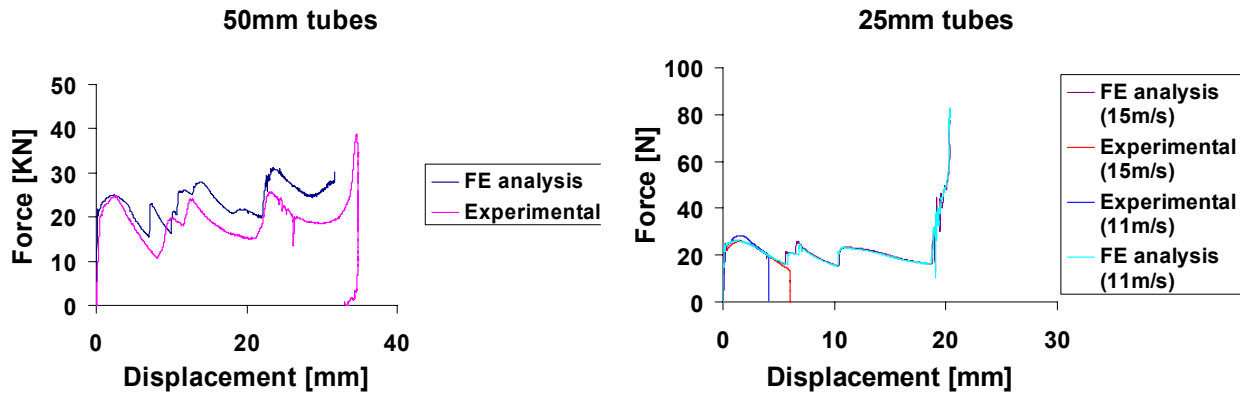 50mm tubes
50
40
30
20
10
0
Force [KN]
0 20 40
Displacement [mm]
FE analysis
Experimental
25mm tubes
100
80
60
40
20
0
Force [N]
0 10 20 30
Displacement [mm]
FE analysis
(15m/s)
Experimental
(15m/s)
Experimental
(11m/s)
FE analysis
(11m/s)